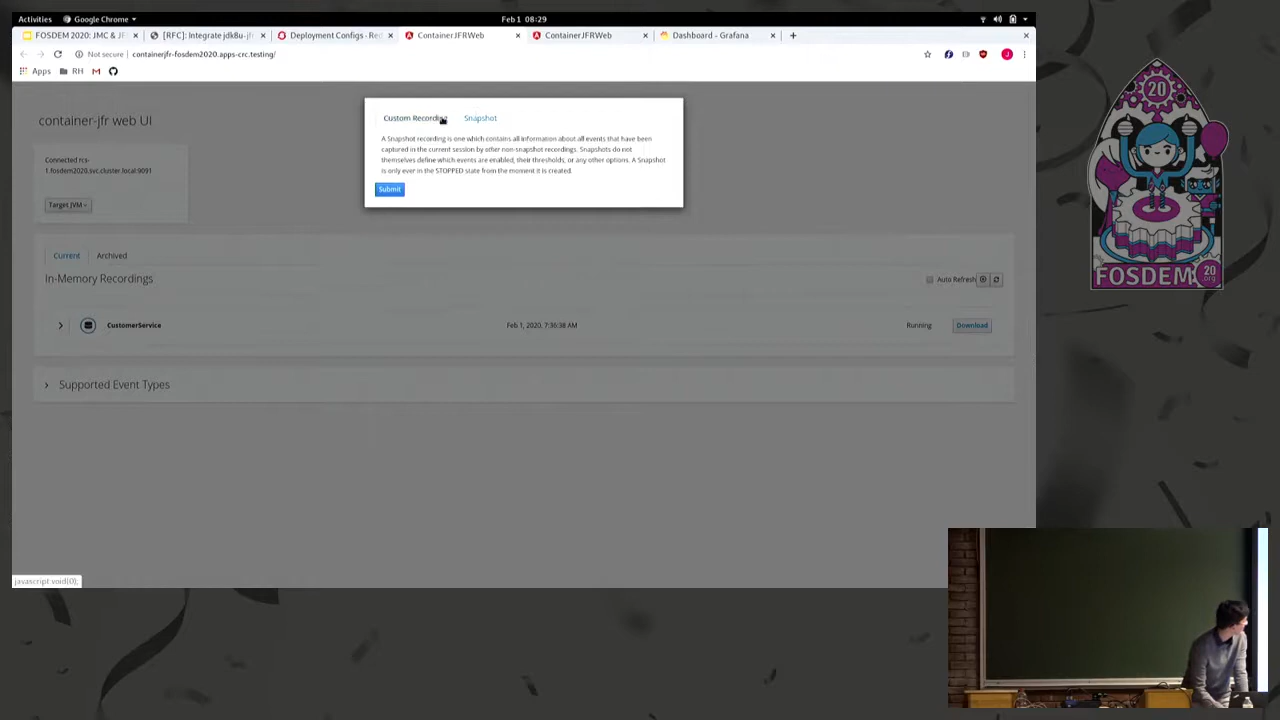 Activities Google Chrome Feb 1 08:29
FOSDEM 2020: JMC & JF [RFC]: Integrate jdk8u-jf Deployment Configs - Red ContainerJFRWeb ContainerJFRWeb Dashboard - Grafana
Not secure containerjfr-fosdem2020.apps-crc.testing/
Apps RH
container-jfr web UI
Connected rcs-
1.fosdem2020.svc.cluster.local:9091
Target JVM
Custom Recording Snapshot
A Snapshot recording is one which contains all information about all events that have been
captured in the current session by other non-snapshot recordings. Snapshots do not
themselves define which events are enabled, their thresholds, or any other options. A Snapshot
is only ever in the STOPPED state from the moment it is created.
Submit
Current Archived
In-Memory Recordings Auto Refresh
CustomerService Feb 1, 2020, 7:36:38 AM Running Download
Supported Event Types
javascript void(0);
20
FOSDEM 20
.org